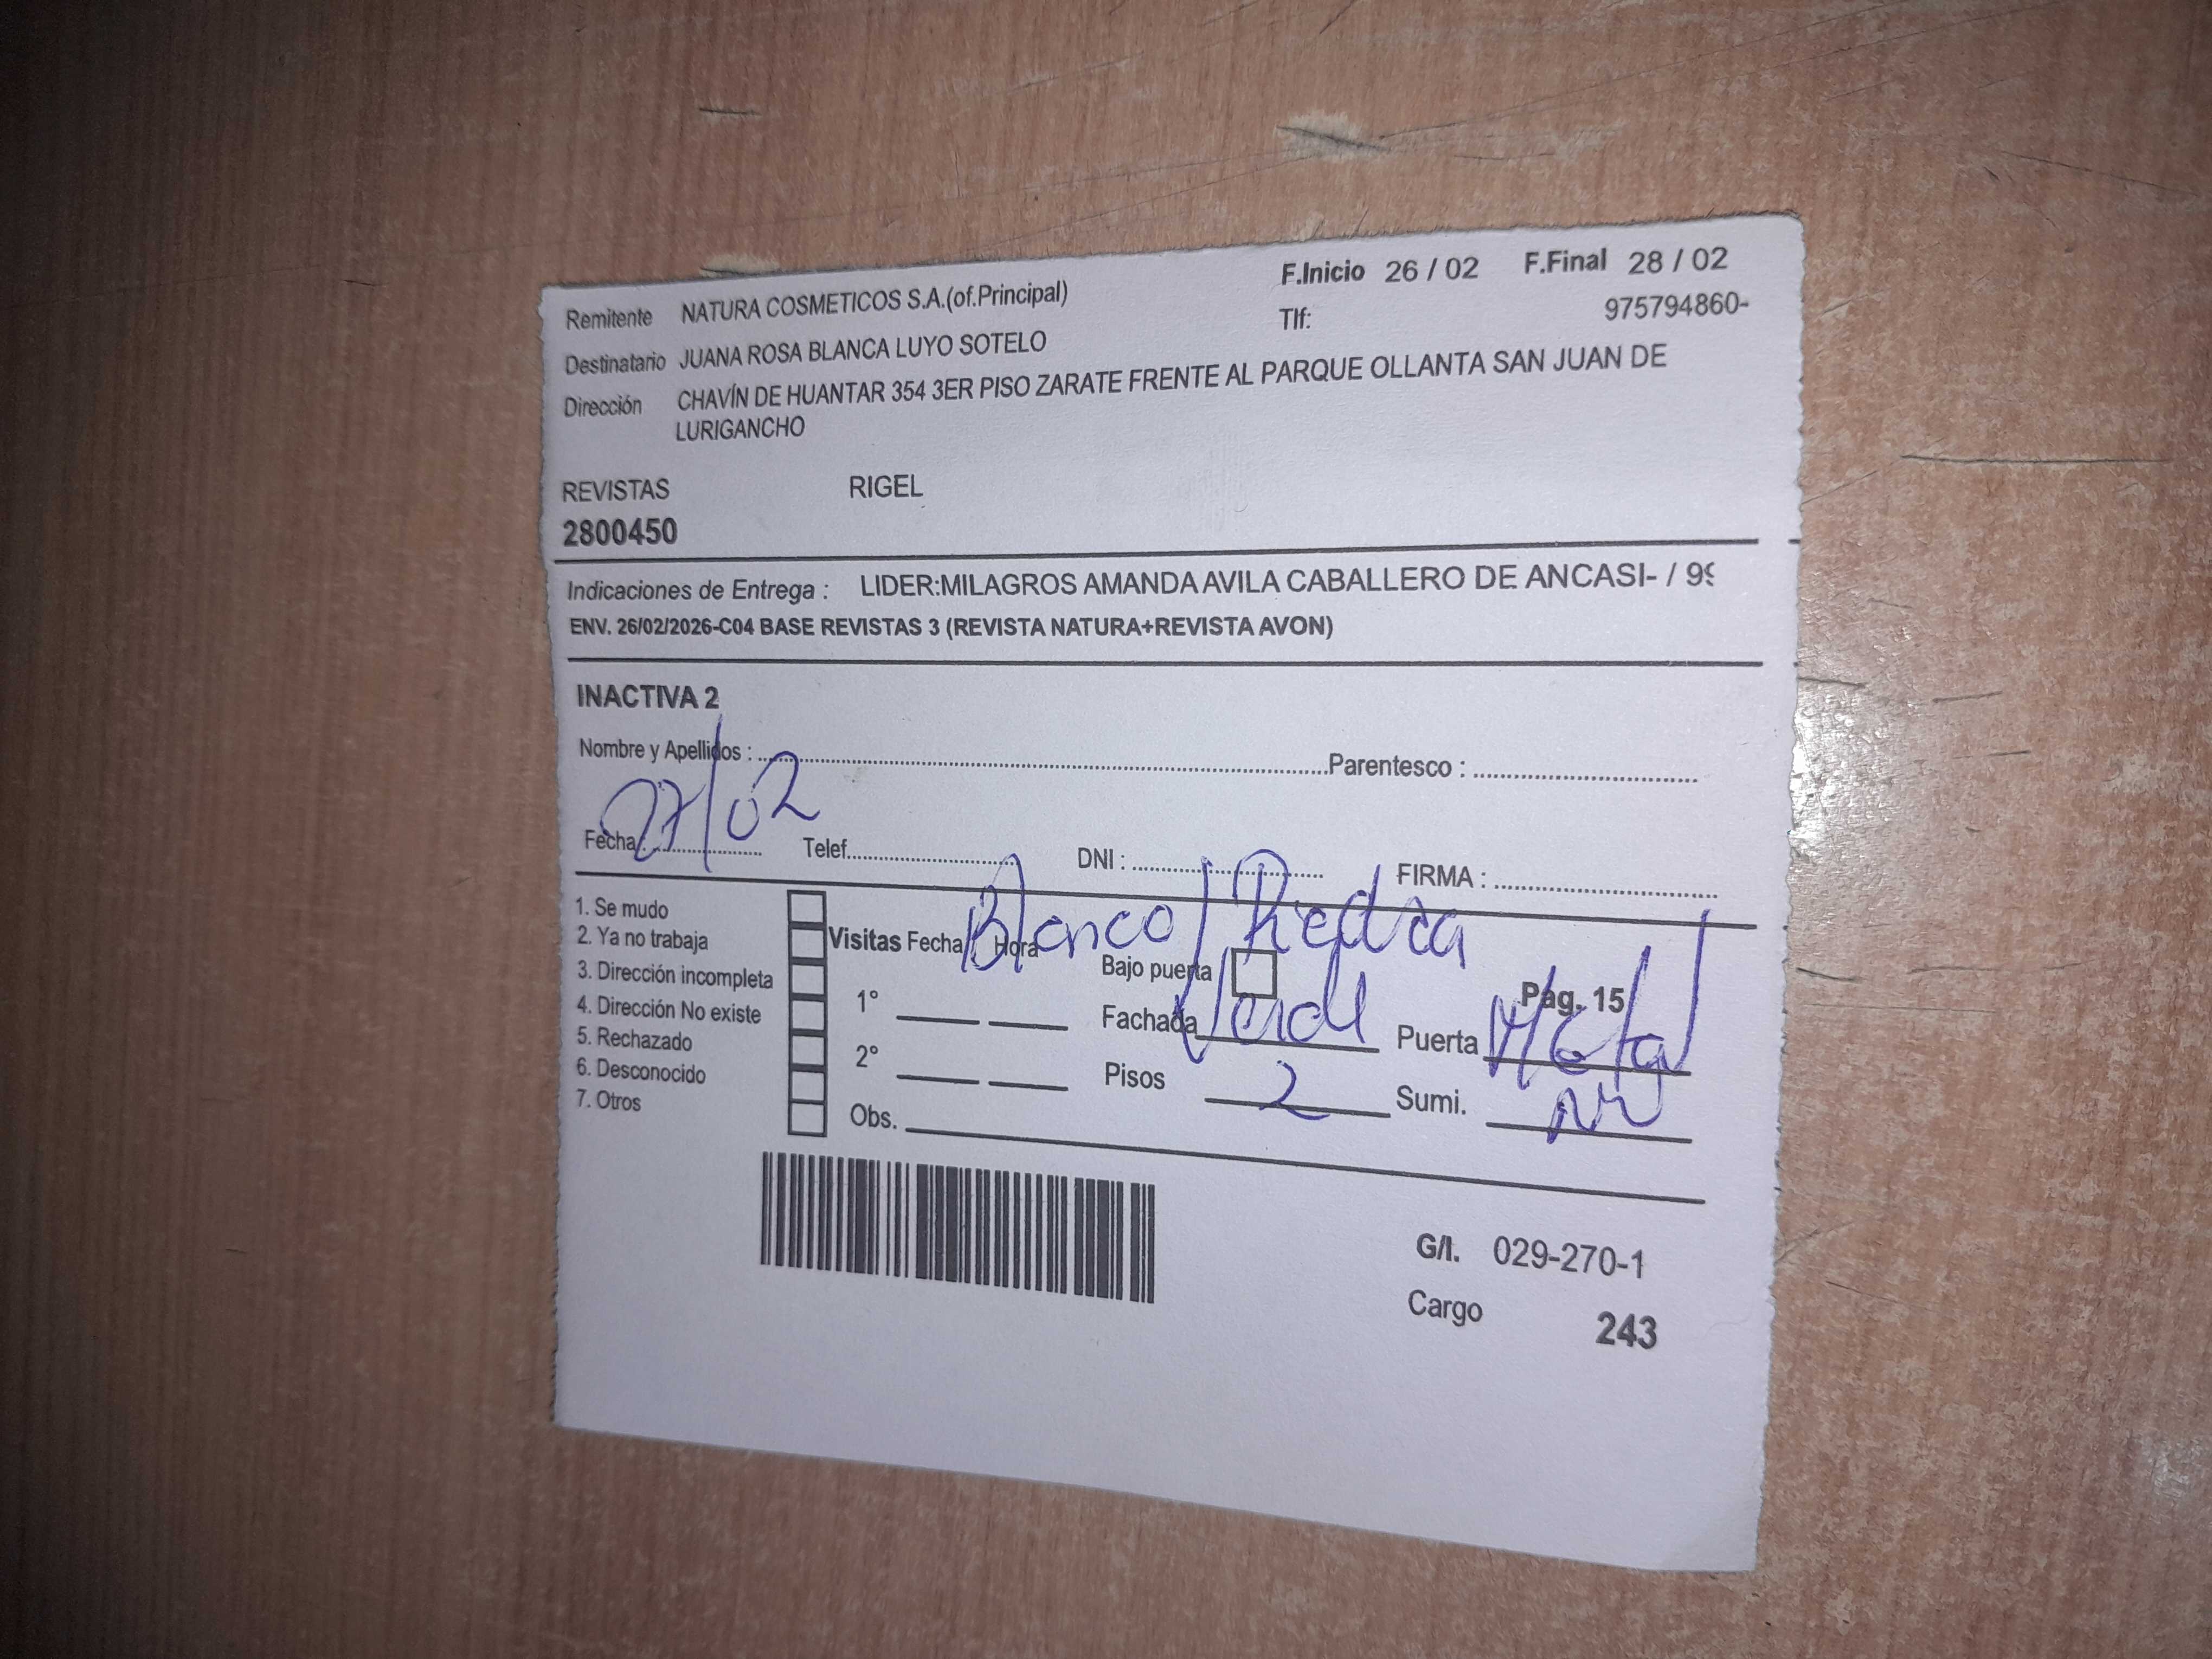 Remitente NATURA COSMETICOS S.A.(of.Principal) F.Inicio 26 / 02 F.Final 28 / 02
Tlf: 975794860-
Destinatario JUANA ROSA BLANCA LUYO SOTELO
Dirección CHAVÍN DE HUANTAR 354 3ER PISO ZARATE FRENTE AL PARQUE OLLANTA SAN JUAN DE
LURIGANCHO
REVISTAS RIGEL
2800450
Indicaciones de Entrega : LIDER:MILAGROS AMANDA AVILA CABALLERO DE ANCASI- / 99
ENV. 26/02/2026-C04 BASE REVISTAS 3 (REVISTA NATURA+REVISTA AVON)
INACTIVA 2
Nombre y Apellidos : Parentesco :
Fecha : 27/02 Telef. DNI : FIRMA :
Blanco / Piedra
1. Se mudo
2. Ya no trabaja
3. Dirección incompleta
4. Dirección No existe
5. Rechazado
6. Desconocido
7. Otros
Visitas Fecha Hora Bajo puerta Pág. 15
1° Fachada Verde Puerta Metal
2° Pisos 2 Sumi.
Obs.
G/I. 029-270-1
Cargo 243